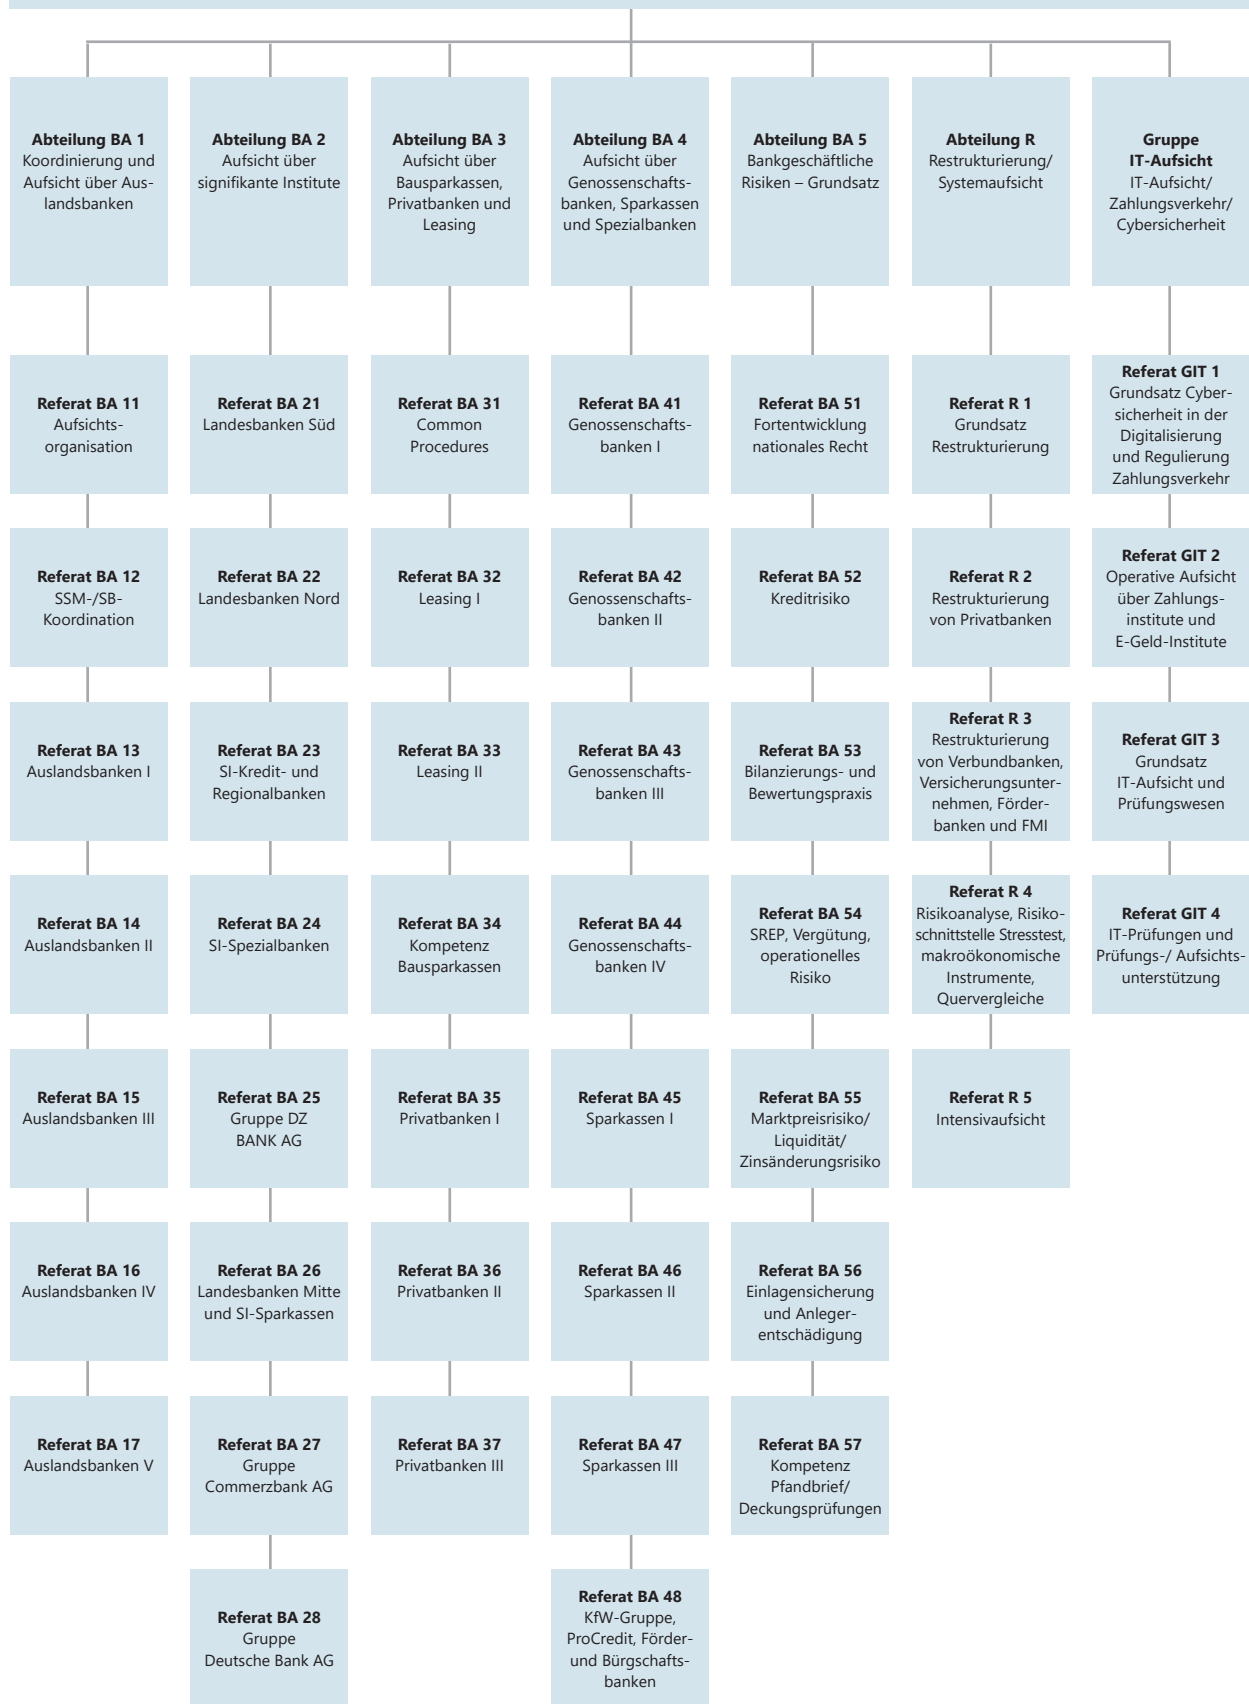 Abteilung BA 1
Koordinierung und
Aufsicht über Aus-
landsbanken
Abteilung BA 2
Aufsicht über
signifikante Institute
Abteilung BA 3
Aufsicht über
Bausparkassen,
Privatbanken und
Leasing
Abteilung BA 4
Aufsicht über
Genossenschafts-
banken, Sparkassen
und Spezialbanken
Abteilung BA 5
Bankgeschäftliche
Risiken – Grundsatz
Abteilung R
Restrukturierung/
Systemaufsicht
Gruppe
IT-Aufsicht
IT-Aufsicht/
Zahlungsverkehr/
Cybersicherheit
Referat BA 11
Aufsichts-
organisation
Referat BA 21
Landesbanken Süd
Referat BA 31
Common
Procedures
Referat BA 41
Genossenschafts-
banken I
Referat BA 51
Fortentwicklung
nationales Recht
Referat R 1
Grundsatz
Restrukturierung
Referat GIT 1
Grundsatz Cyber-
sicherheit in der
Digitalisierung
und Regulierung
Zahlungsverkehr
Referat BA 12
SSM-/SB-
Koordination
Referat BA 22
Landesbanken Nord
Referat BA 32
Leasing I
Referat BA 42
Genossenschafts-
banken II
Referat BA 52
Kreditrisiko
Referat R 2
Restrukturierung
von Privatbanken
Referat GIT 2
Operative Aufsicht
über Zahlungs-
institute und
E-Geld-Institute
Referat BA 13
Auslandsbanken I
Referat BA 23
SI-Kredit- und
Regionalbanken
Referat BA 33
Leasing II
Referat BA 43
Genossenschafts-
banken III
Referat BA 53
Bilanzierungs- und
Bewertungspraxis
Referat R 3
Restrukturierung
von Verbundbanken,
Versicherungsunter-
nehmen, Förder-
banken und FMI
Referat GIT 3
Grundsatz
IT-Aufsicht und
Prüfungswesen
Referat BA 14
Auslandsbanken II
Referat BA 24
SI-Spezialbanken
Referat BA 34
Kompetenz
Bausparkassen
Referat BA 44
Genossenschafts-
banken IV
Referat BA 54
SREP, Vergütung,
operationelles
Risiko
Referat R 4
Risikoanalyse, Risiko-
schnittstelle Stresstest,
makroökonomische
Instrumente,
Quervergleiche
Referat GIT 4
IT-Prüfungen und
Prüfungs-/ Aufsichts-
unterstützung
Referat BA 15
Auslandsbanken III
Referat BA 25
Gruppe DZ
BANK AG
Referat BA 35
Privatbanken I
Referat BA 45
Sparkassen I
Referat BA 55
Marktpreisrisiko/
Liquidität/
Zinsänderungsrisiko
Referat R 5
Intensivaufsicht
Referat BA 16
Auslandsbanken IV
Referat BA 26
Landesbanken Mitte
und SI-Sparkassen
Referat BA 36
Privatbanken II
Referat BA 46
Sparkassen II
Referat BA 56
Einlagensicherung
und Anleger-
entschädigung
Referat BA 17
Auslandsbanken V
Referat BA 27
Gruppe
Commerzbank AG
Referat BA 37
Privatbanken III
Referat BA 47
Sparkassen III
Referat BA 57
Kompetenz
Pfandbrief/
Deckungsprüfungen
Referat BA 28
Gruppe
Deutsche Bank AG
Referat BA 48
KfW-Gruppe,
ProCredit, Förder-
und Bürgschafts-
banken